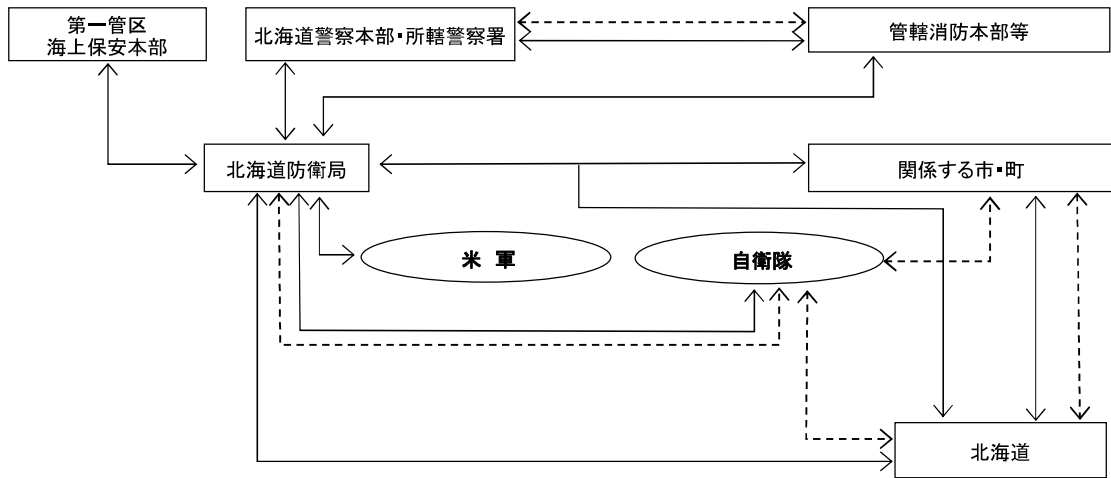 第一管区
海上保安本部
北海道警察本部・所轄警察署
管轄消防本部等
北海道防衛局
関係する市・町
米 軍
自衛隊
北海道